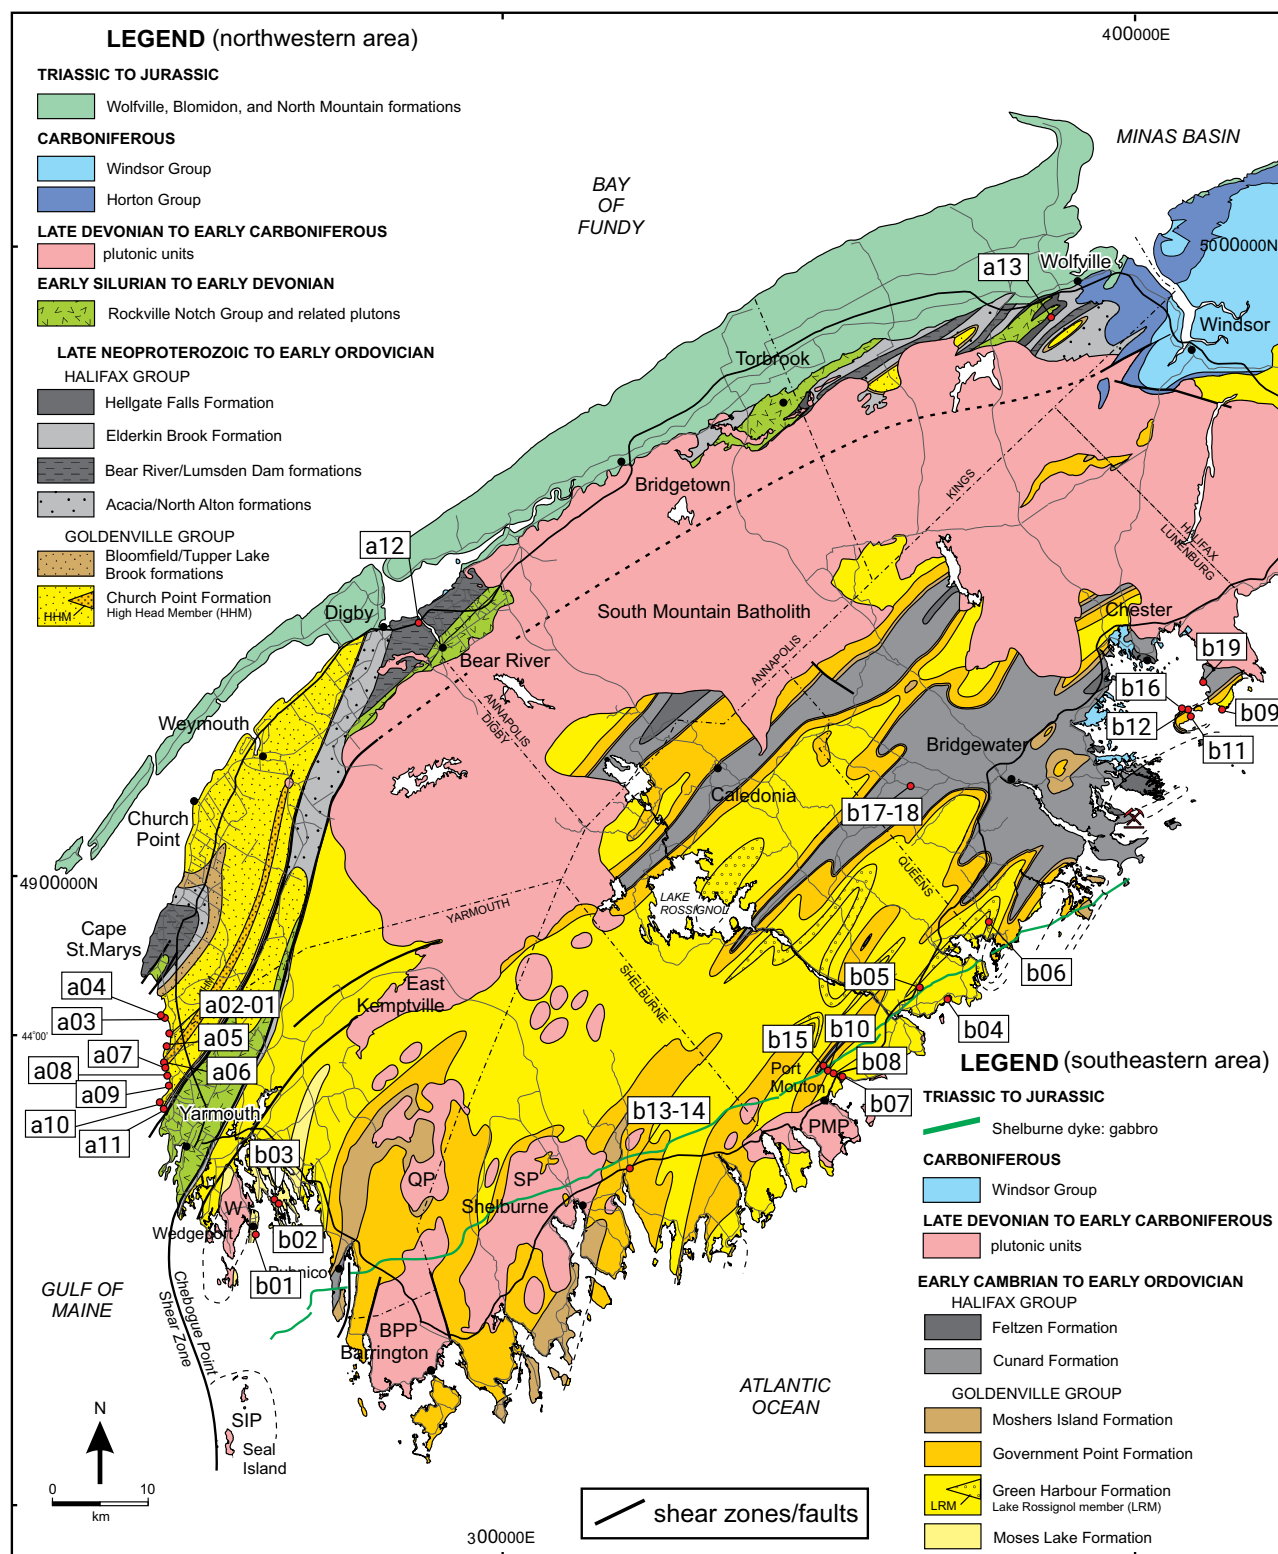 LEGEND (northwestern area)
TRIASSIC TO JURASSIC
Wolfville, Blomidon, and North Mountain formations
CARBONIFEROUS
Windsor Group
Horton Group
LATE DEVONIAN TO EARLY CARBONIFEROUS
plutonic units
EARLY SILURIAN TO EARLY DEVONIAN
Rockville Notch Group and related plutons
LATE NEOPROTEROZOIC TO EARLY ORDOVICIAN
HALIFAX GROUP
Hellgate Falls Formation
Elderkin Brook Formation
Bear River/Lumsden Dam formations
Acacia/North Alton formations
GOLDENVILLE GROUP
Bloomfield/Tupper Lake
Brook formations
Church Point Formation
High Head Member (HHM)
HHM
400000E
MINAS BASIN
BAY
OF
FUNDY
5000000N
a13
Wolfville
Windsor
Torbrook
Bridgetown
KINGS
HALIFAX
LUNENBURG
a12
Digby
South Mountain Batholith
Bear River
ANNAPOLIS
DIGBY
ANNAPOLIS
Chester
b19
b16
b09
b12
b11
Weymouth
Bridgewater
Caledonia
b17-18
Church
Point
QUEENS
4900000N
LAKE
ROSSIGNOL
YARMOUTH
Cape
St.Marys
HM
SHELBURNE
East
Kemptville
b05
b06
a04
a02-01
a03
b04
44°00'
a05
b10
b15
a07
b08
a08
a06
Port
Mouton
a09
b07
a10
Yarmouth
b13-14
a11
PMP
b03
QP
SP
Shelburne
W
Wedgeport
b02
Pubnico
b01
GULF OF
MAINE
Chebogue Point
Shear Zone
BPP
Barrington
ATLANTIC
OCEAN
SIP
Seal
Island
N
0 10
km
300000E
shear zones/faults
LEGEND (southeastern area)
TRIASSIC TO JURASSIC
Shelburne dyke: gabbro
CARBONIFEROUS
Windsor Group
LATE DEVONIAN TO EARLY CARBONIFEROUS
plutonic units
EARLY CAMBRIAN TO EARLY ORDOVICIAN
HALIFAX GROUP
Feltzen Formation
Cunard Formation
GOLDENVILLE GROUP
Moshers Island Formation
Government Point Formation
Green Harbour Formation
Lake Rossignol member (LRM)
LRM
Moses Lake Formation